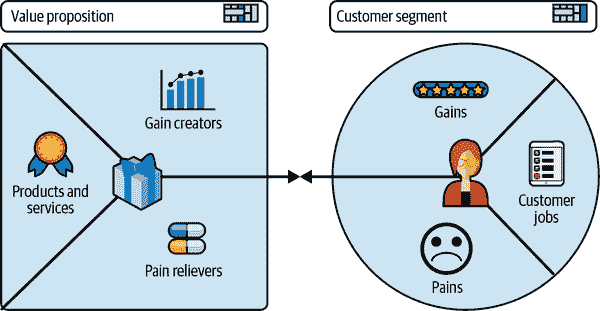 Value proposition
Customer segment
Gain creators
Products and
services
Pain relievers
Gains
Customer
jobs
Pains